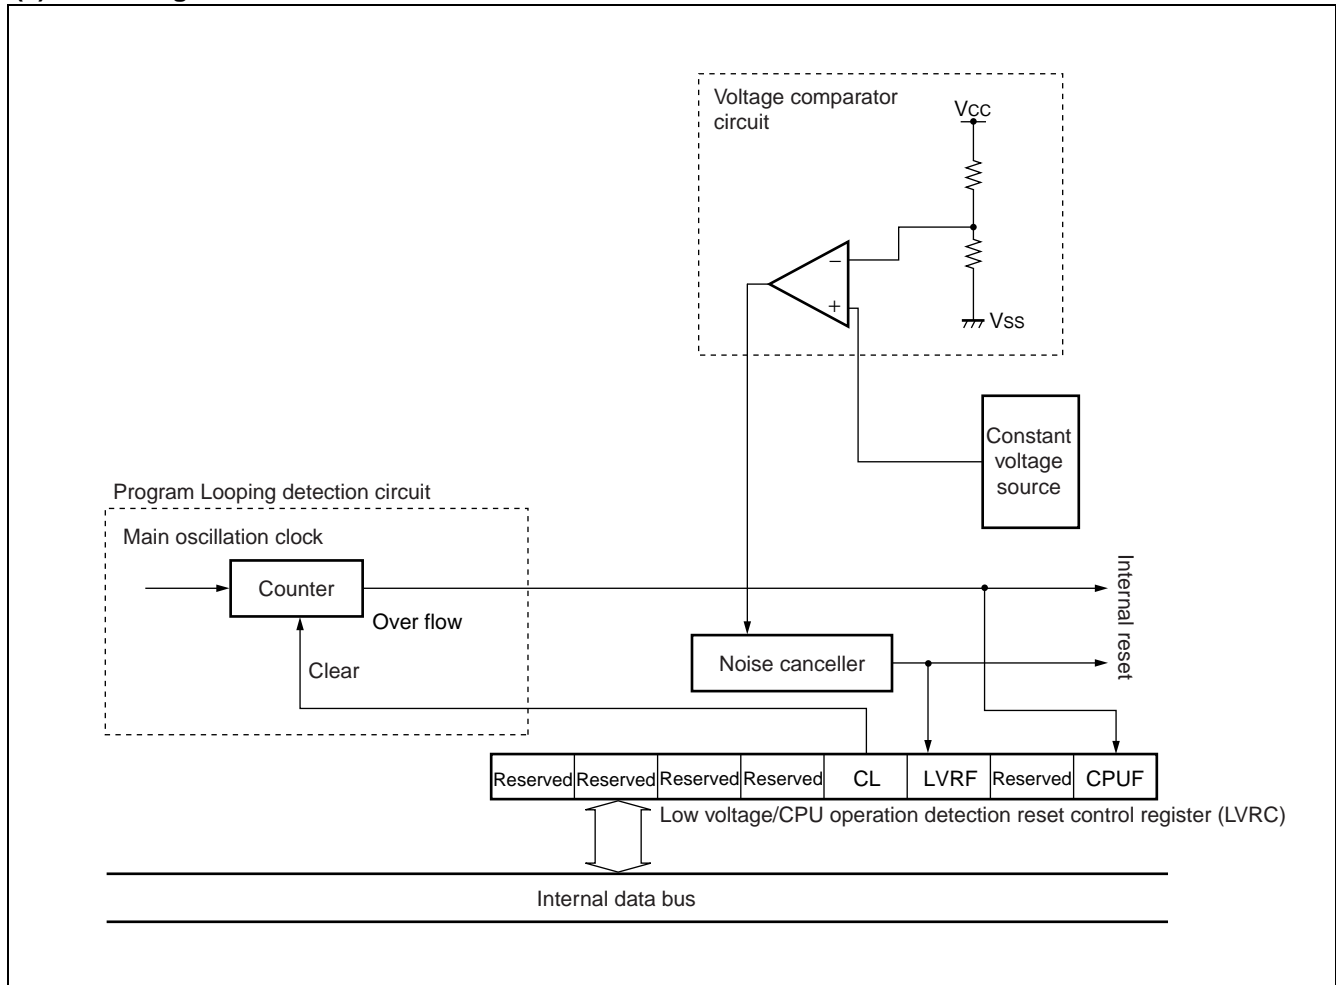 Voltage comparator
circuit
VCC
−
+
VSS
Constant
voltage
source
Program Looping detection circuit
Main oscillation clock
Counter
Over flow
Clear
Noise canceller
Internal reset
Reserved Reserved Reserved Reserved CL LVRF Reserved CPUF
Low voltage/CPU operation detection reset control register (LVRC)
Internal data bus